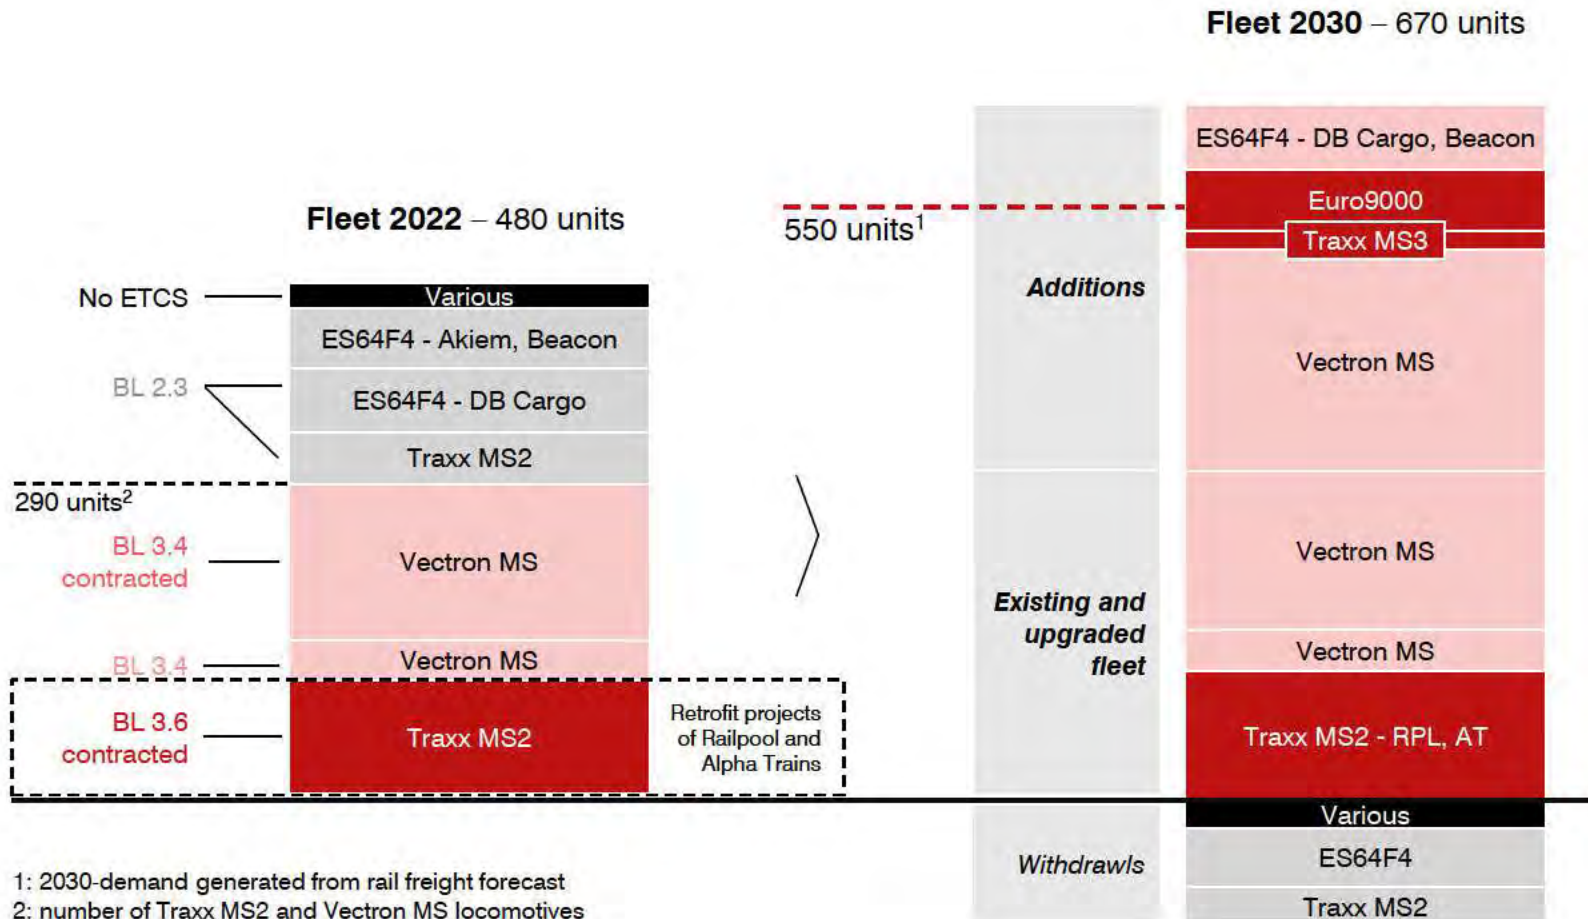 Fleet 2030 – 670 units
ES64F4 - DB Cargo, Beacon
Euro9000
550 units¹
Traxx MS3
Additions
Vectron MS
Fleet 2022 – 480 units
No ETCS
Various
ES64F4 - Akiem, Beacon
BL 2.3
ES64F4 - DB Cargo
Traxx MS2
290 units²
BL 3.4
contracted
Vectron MS
BL 3.4
Vectron MS
BL 3.6
contracted
Traxx MS2
Retrofit projects
of Railpool and
Alpha Trains
Existing and
upgraded
fleet
Vectron MS
Vectron MS
Traxx MS2 - RPL, AT
Withdrawls
Various
ES64F4
Traxx MS2
1: 2030-demand generated from rail freight forecast
2: number of Traxx MS2 and Vectron MS locomotives